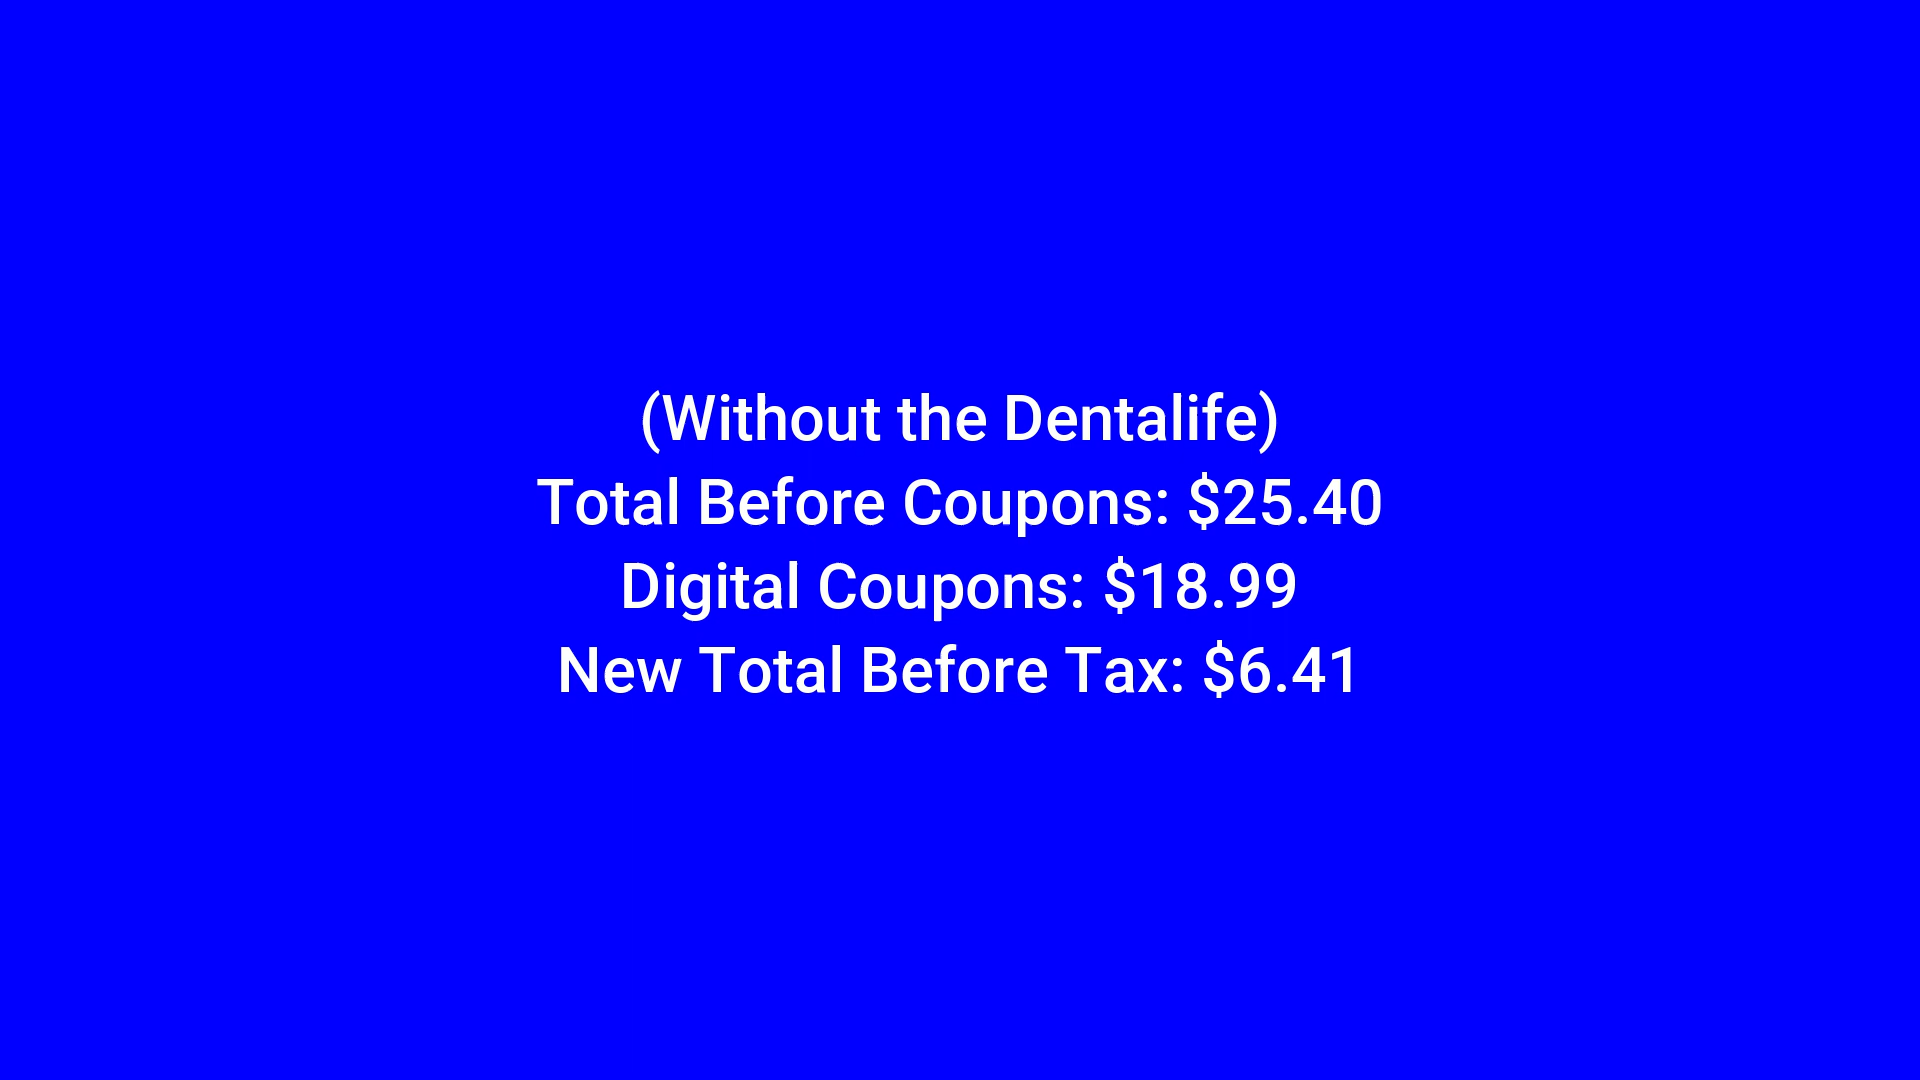 (Without the Dentalife)
Total Before Coupons: $25.40
Digital Coupons: $18.99
New Total Before Tax: $6.41